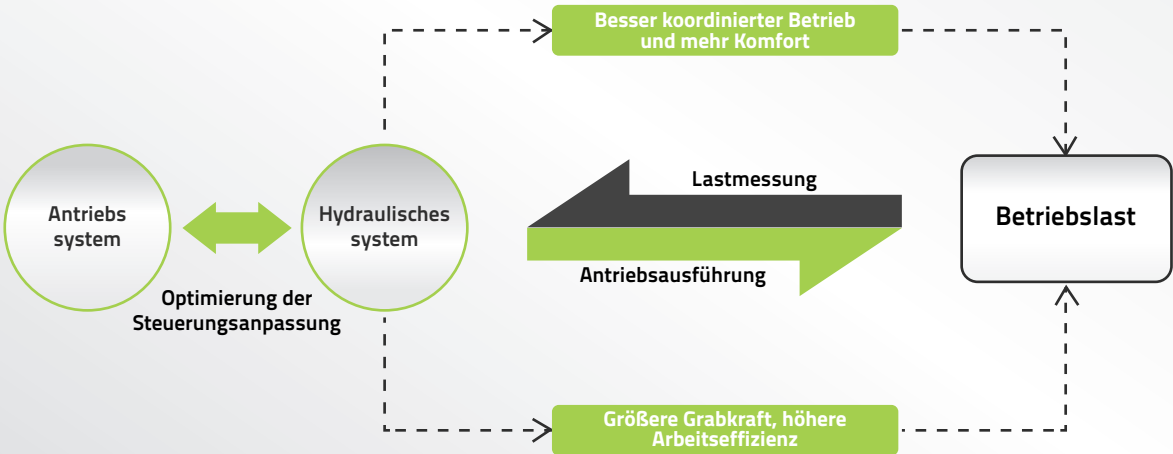 Besser koordinierter Betrieb
und mehr Komfort
Antriebs
system
Hydraulisches
system
Lastmessung
Betriebslast
Antriebsausführung
Optimierung der
Steuerungsanpassung
Größere Grabkraft, höhere
Arbeitseffizienz